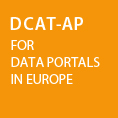 DCAT-AP
FOR
DATA PORTALS
IN EUROPE